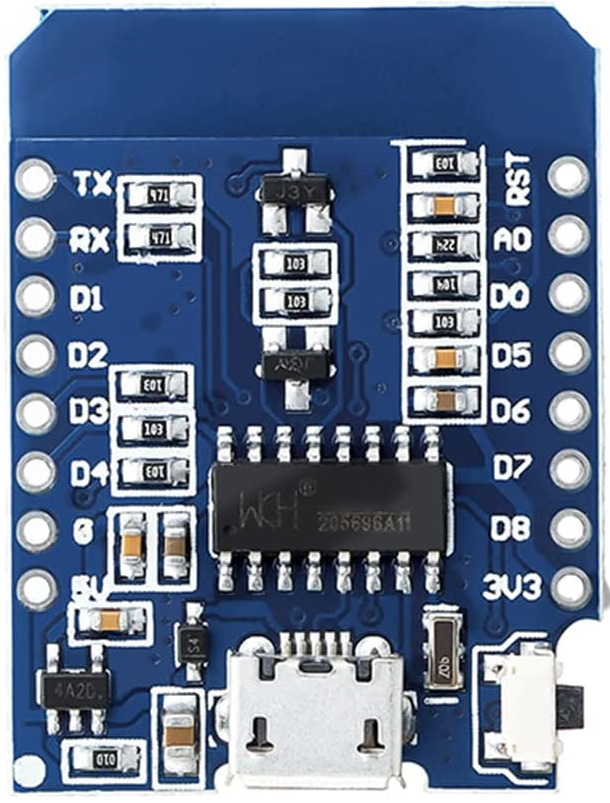 TX
RX
D1
D2
D3
D4
G
5V
RST
A0
D0
D5
D6
D7
D8
3V3
471
471
J3Y
103
103
103
224
104
103
103
103
103
WCH®
205696A11
S4
4A2D
010